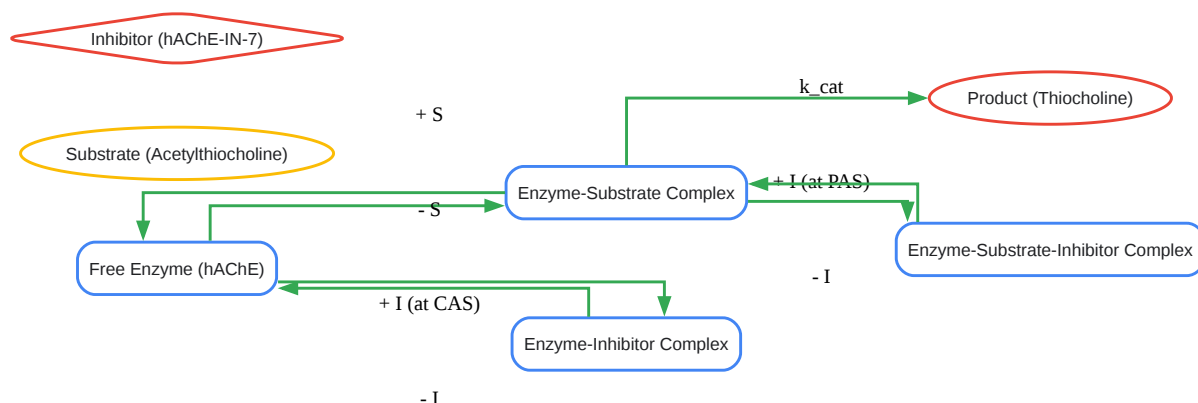 Inhibitor (hAChE-IN-7)
k_cat
Product (Thiocholine)
+ S
Substrate (Acetylthiocholine)
+ I (at PAS)
Enzyme-Substrate Complex
- S
Enzyme-Substrate-Inhibitor Complex
Free Enzyme (hAChE)
- I
+ I (at CAS)
Enzyme-Inhibitor Complex
- I